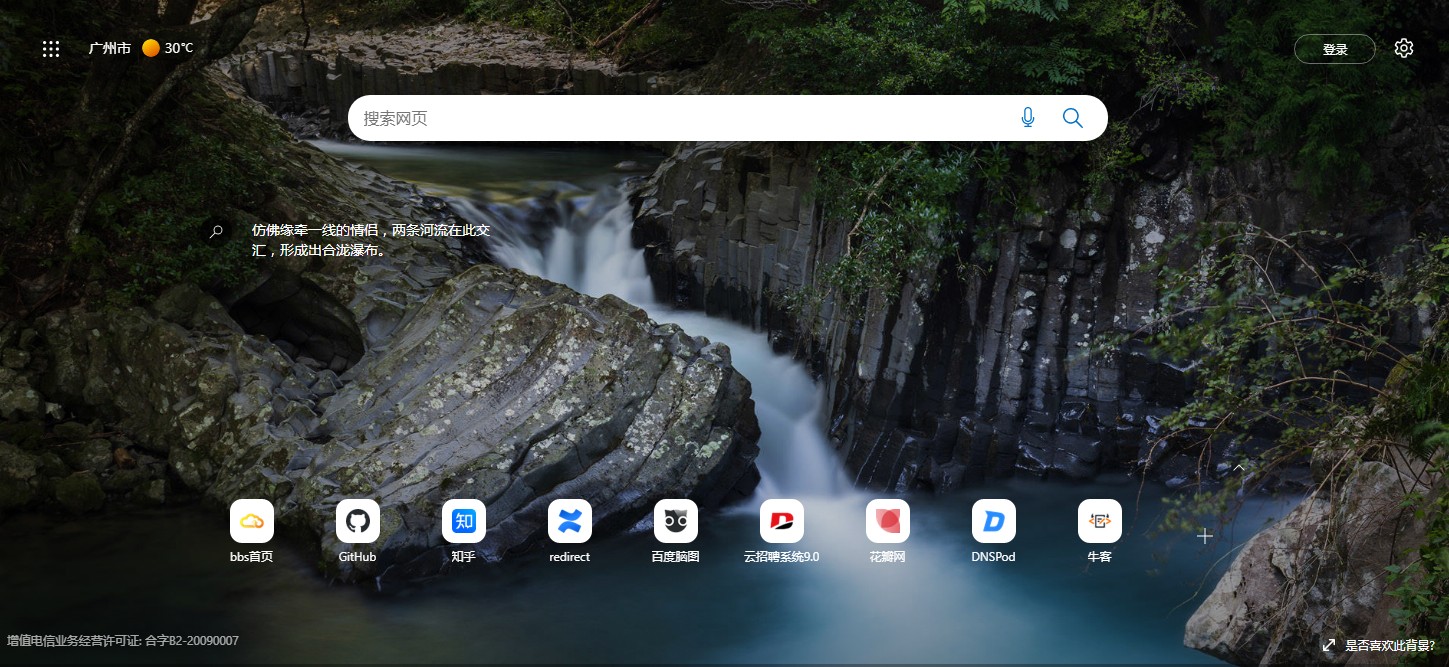 广州市 30℃
登录
搜索网页
仿佛缘牵一线的情侣，两条河流在此交
汇，形成出合泷瀑布。
知
bbs首页
GitHub
知乎
redirect
百度脑图
云招聘系统9.0
花瓣网
DNSPod
牛客
增值电信业务经营许可证: 合字B2-20090007
是否喜欢此背景?